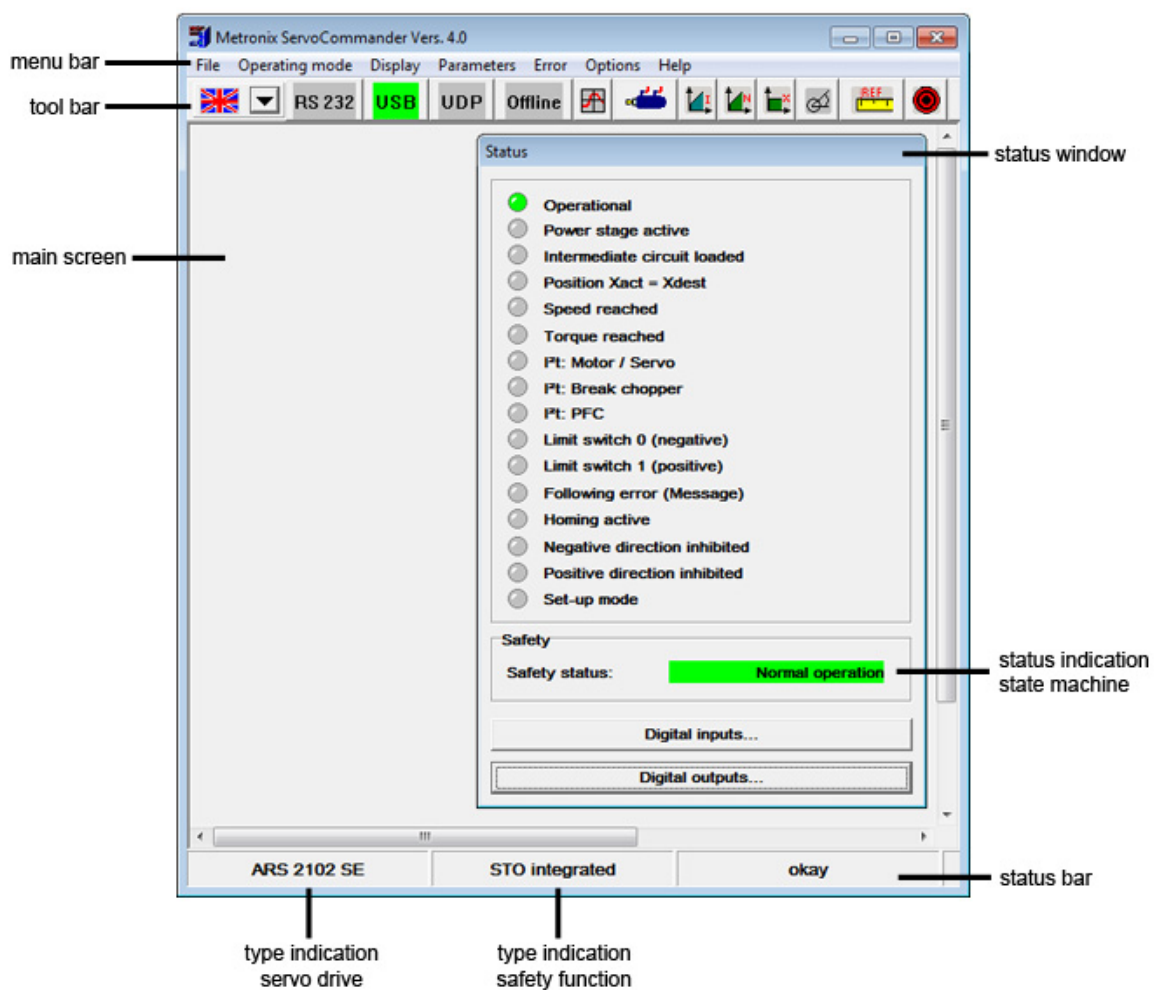 Metronix ServoCommander Vers. 4.0
menu bar
File Operating mode Display Parameters Error Options Help
tool bar
RS 232 USB UDP Offline I N X REF
Status
status window
Operational
Power stage active
Intermediate circuit loaded
main screen
Position Xact = Xdest
Speed reached
Torque reached
I²t: Motor / Servo
I²t: Break chopper
I²t: PFC
Limit switch 0 (negative)
Limit switch 1 (positive)
Following error (Message)
Homing active
Negative direction inhibited
Positive direction inhibited
Set-up mode
Safety
Safety status: Normal operation
status indication
state machine
Digital inputs...
Digital outputs...
ARS 2102 SE STO integrated okay
status bar
type indication
servo drive
type indication
safety function